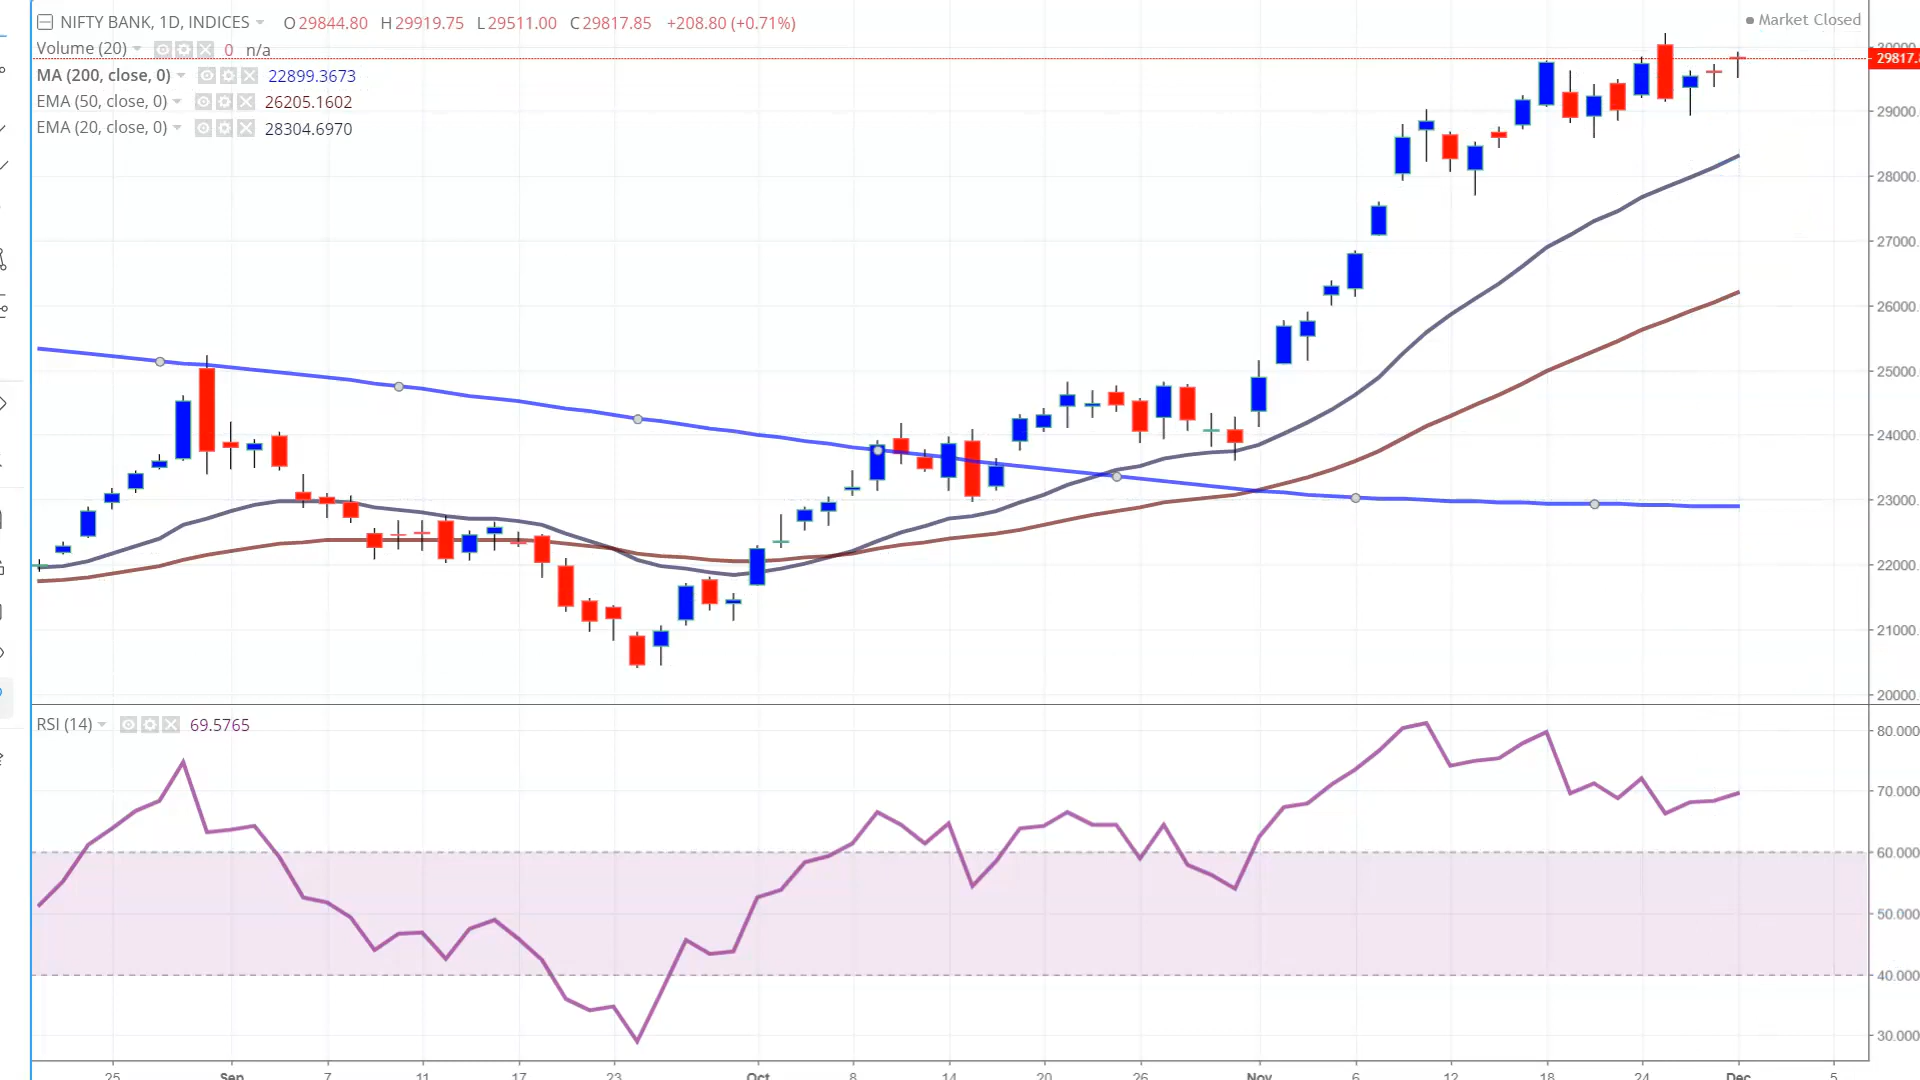 NIFTY BANK, 1D, INDICES O29844.80 H29919.75 L29511.00 C29817.85 +208.80 (+0.71%)
Market Closed
Volume (20) 0 n/a
MA (200, close, 0) 22899.3673
EMA (50, close, 0) 26205.1602
EMA (20, close, 0) 28304.6970
30000.
29817.8
29000.
28000.
27000.
26000.
25000.
24000.
23000.
22000.
21000.
20000.
RSI (14) 69.5765
80.000
70.000
60.000
50.000
40.000
30.000
25 Sep 7 11 17 23 Oct 8 14 20 26 Nov 6 12 18 24 Dec 5